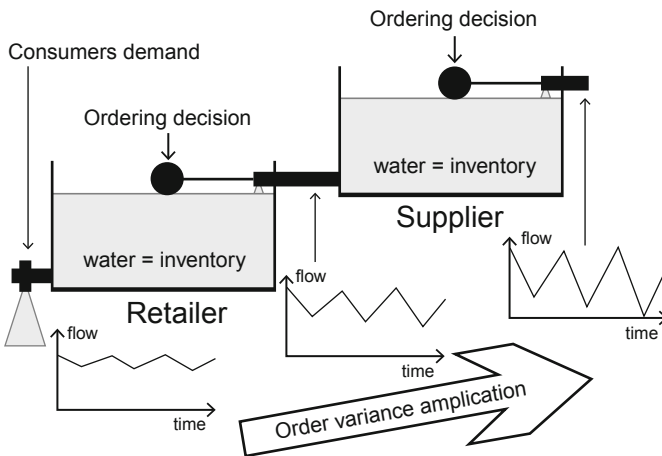 Ordering decision
Consumers demand
Ordering decision
water = inventory
Supplier
water = inventory
flow
flow
Retailer
flow
time
time
time
Order variance amplication